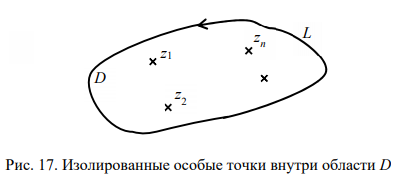 L
z₁
zₙ
D
z₂
Рис. 17. Изолированные особые точки внутри области D